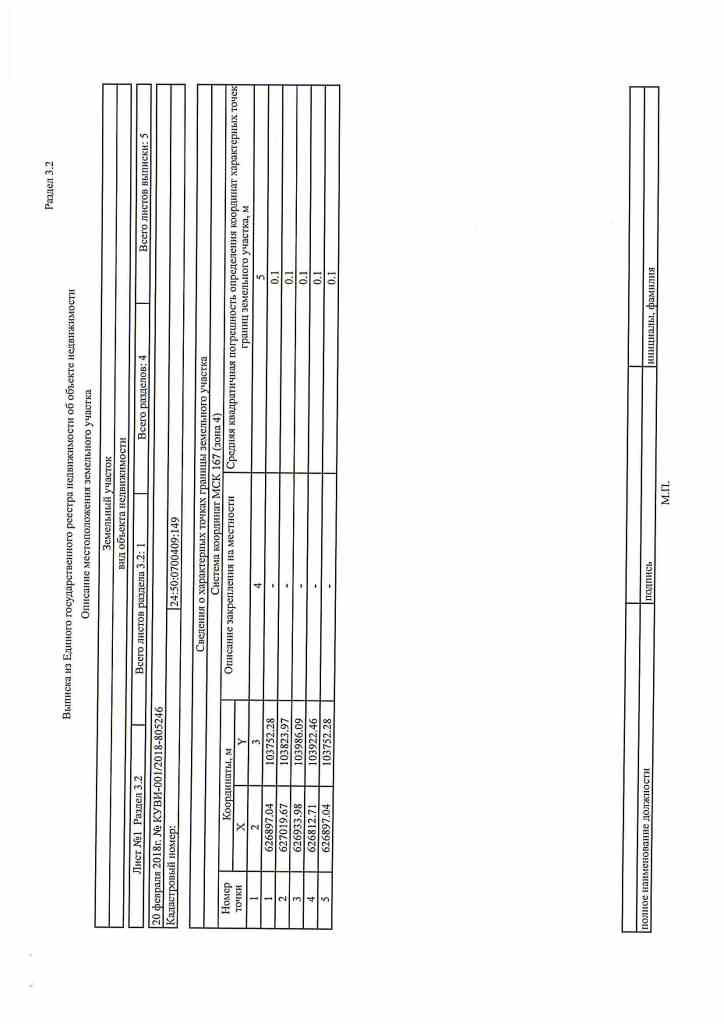 Раздел 3.2
Выписка из Единого государственного реестра недвижимости об объекте недвижимости
Описание местоположения земельного участка
Земельный участок
вид объекта недвижимости
Лист №1 Раздел 3.2 Всего листов раздела 3.2: 1 Всего разделов: 4 Всего листов выписки: 5
20 февраля 2018г. № КУВИ-001/2018-805246
Кадастровый номер: 24:50:0700409:149
Сведения о характерных точках границы земельного участка
Система координат МСК 167 (зона 4)
Номер точки Координаты, м Описание закрепления на местности Средняя квадратичная погрешность определения координат характерных точек
границ земельного участка, м
X Y
1 2 3 4 5
1 626897.04 103752.28 - 0.1
2 627019.67 103823.97 - 0.1
3 626933.98 103986.09 - 0.1
4 626812.71 103922.46 - 0.1
5 626897.04 103752.28 - 0.1
полное наименование должности подпись инициалы, фамилия
М.П.